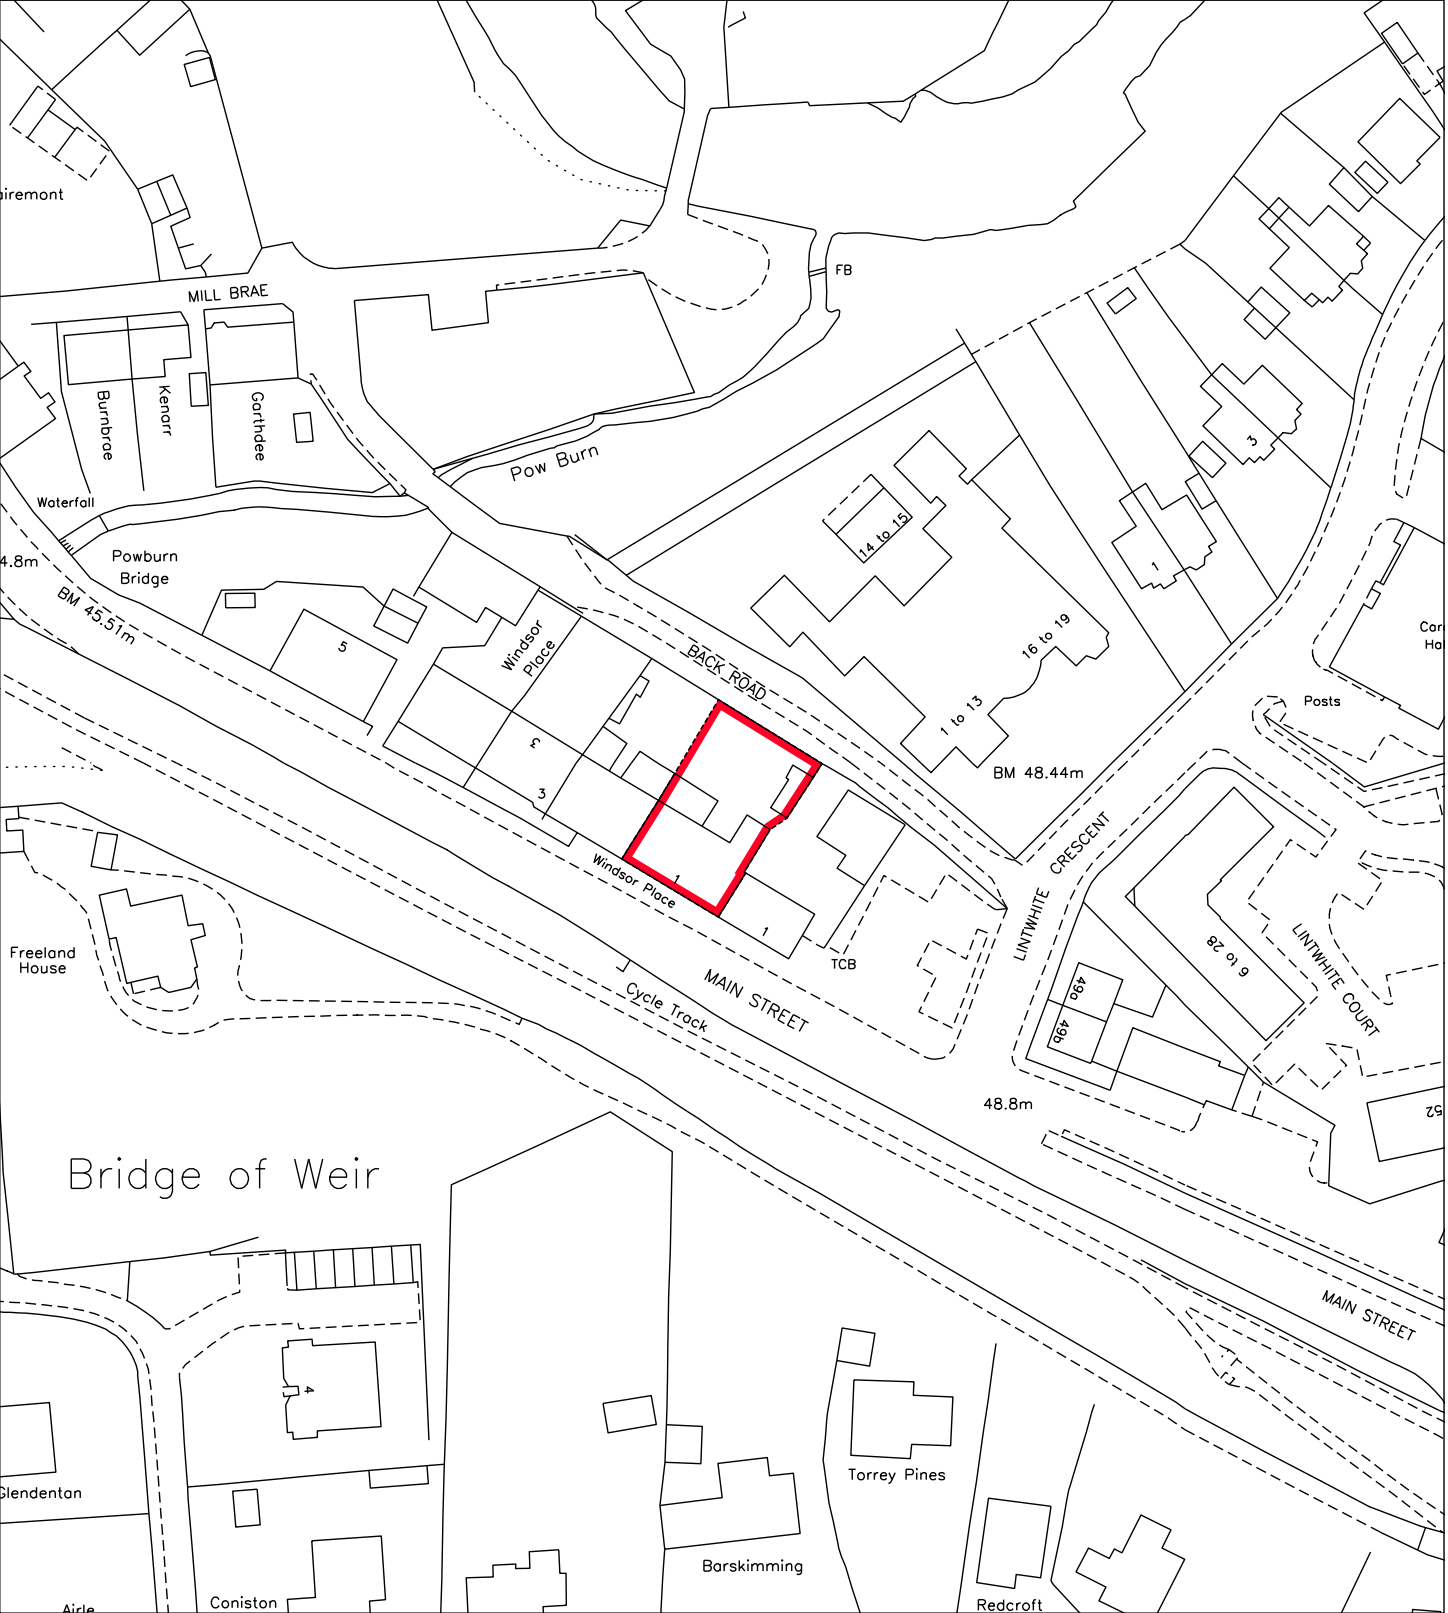 airemont
MILL BRAE
FB
Burnbrae
Kenarr
Garthdee
Pow Burn
3
Waterfall
14 to 15
4.8m
Powburn
Bridge
1
BM 45.51m
5
Windsor
Place
BACK ROAD
16 to 19
1 to 13
Posts
BM 48.44m
3
3
1
Windsor Place
1
TCB
LINTWHITE CRESCENT
6 to 28
LINTWHITE COURT
Freeland
House
MAIN STREET
Cycle Track
49a
49b
48.8m
52
Bridge of Weir
MAIN STREET
4
Glendentan
Torrey Pines
Barskimming
Coniston
Redcroft
Airle